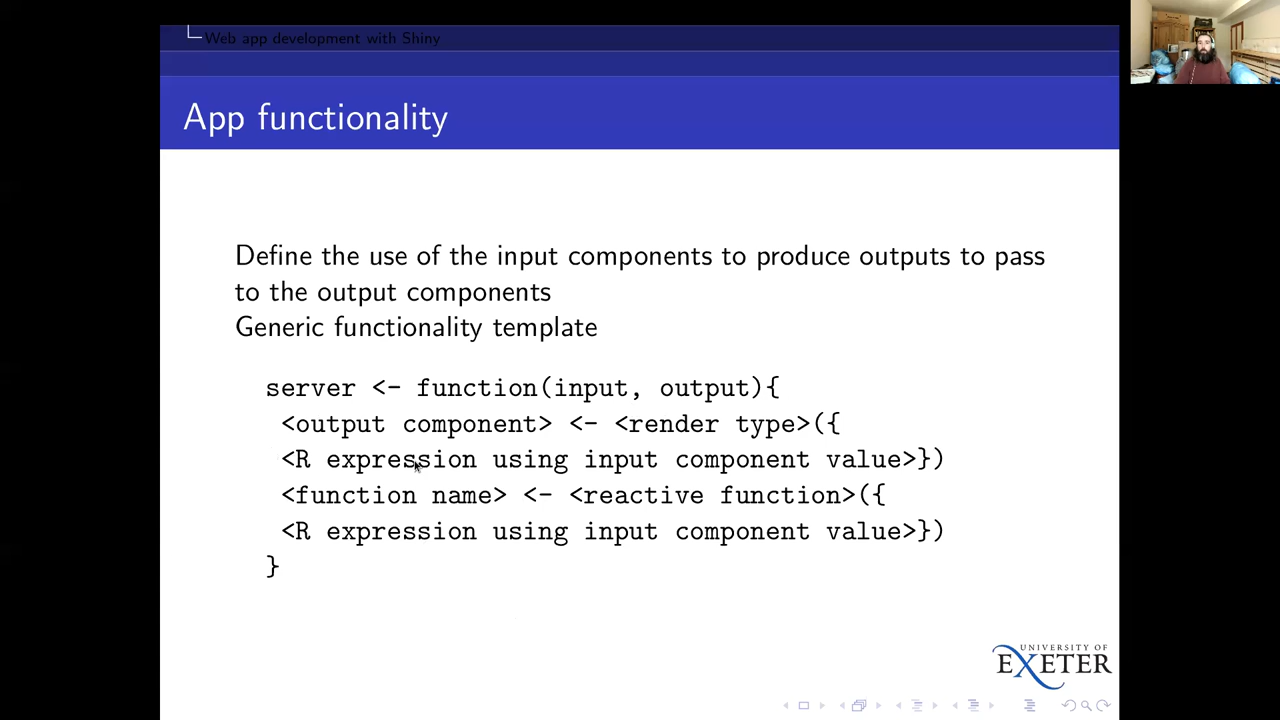 Web app development with Shiny
App functionality
Define the use of the input components to produce outputs to pass
to the output components
Generic functionality template
server <- function(input, output){
<output component> <- <render type>({
<R expression using input component value>})
<function name> <- <reactive function>({
<R expression using input component value>})
}
UNIVERSITY OF
EXETER